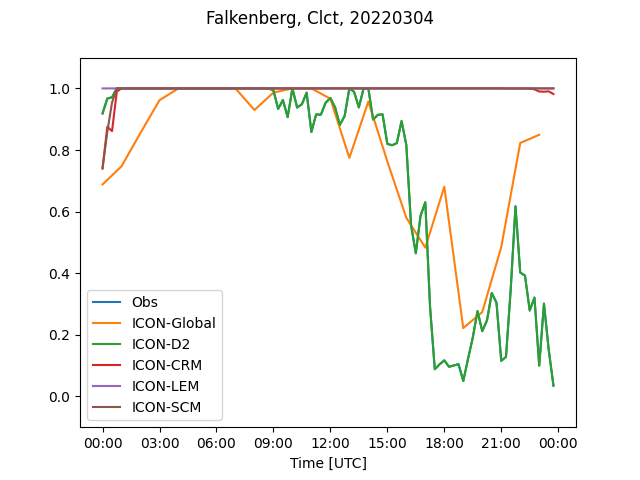 Falkenberg, Clct, 20220304
1.0
0.8
0.6
0.4
0.2
0.0
Obs
ICON-Global
ICON-D2
ICON-CRM
ICON-LEM
ICON-SCM
00:00 03:00 06:00 09:00 12:00 15:00 18:00 21:00 00:00
Time [UTC]